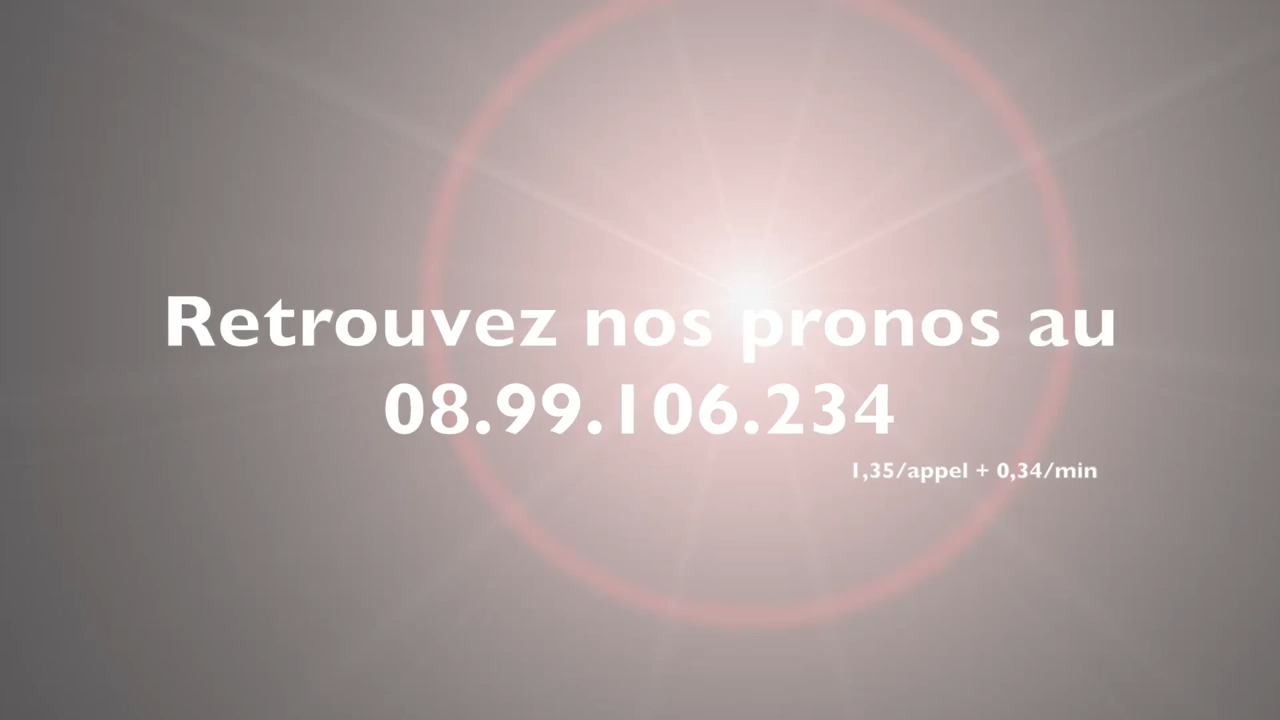 Retrouvez nos pronos au
08.99.106.234
1,35/appel + 0,34/min